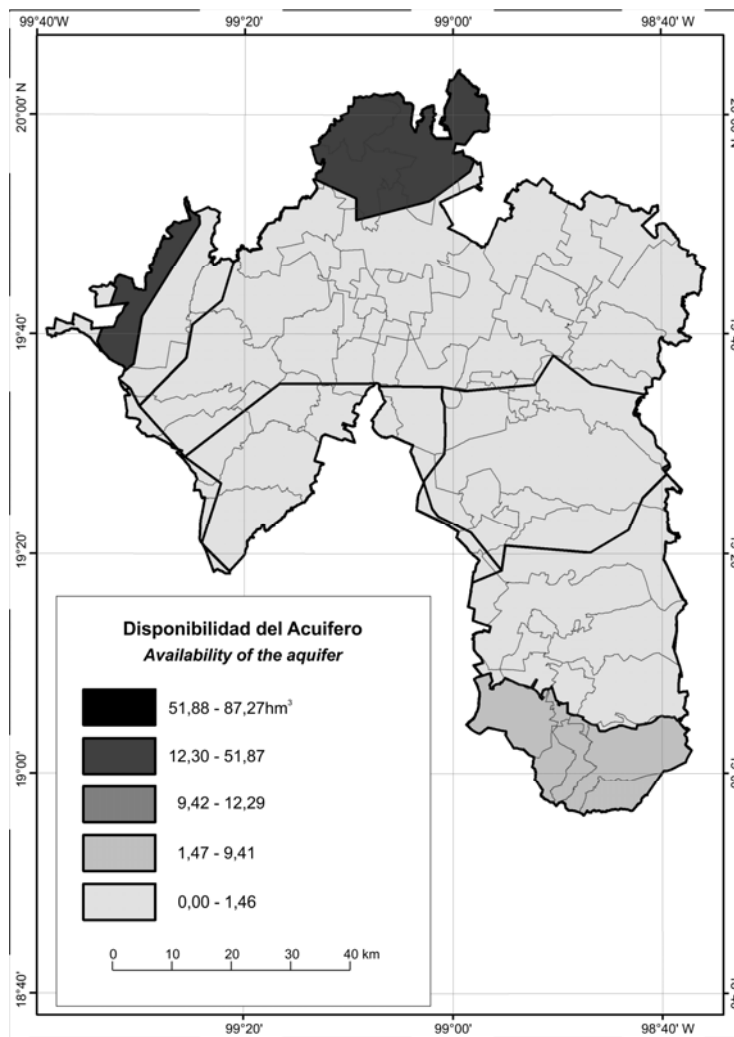 99°40'W 99°20' 99°00' 98°40'
20°00' N
19°40'
19°20'
19°00'
18°40'
Disponibilidad del Acuifero
Availability of the aquifer
51,88 - 87,27hm³
12,30 - 51,87
9,42 - 12,29
1,47 - 9,41
0,00 - 1,46
0 10 20 30 40 km
99°20' 99°00' 98°40'